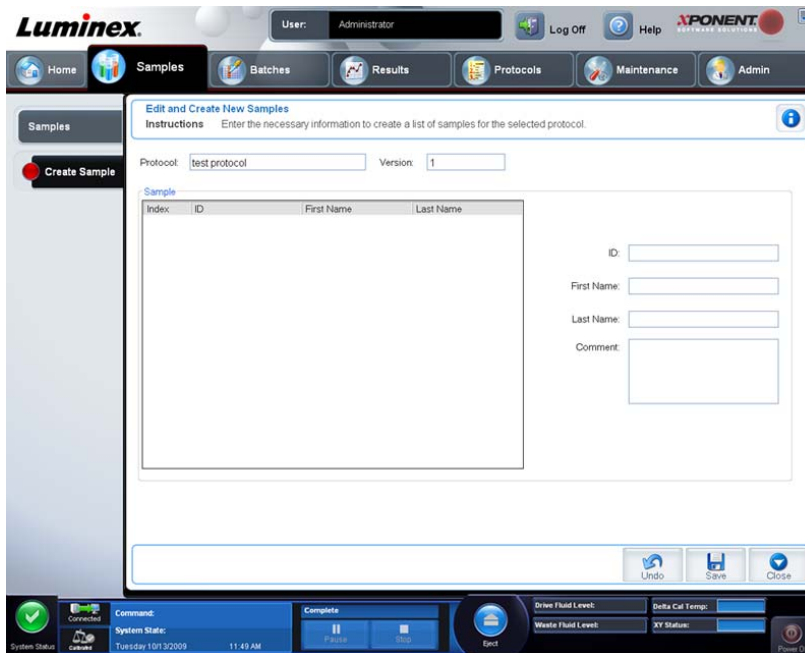 Luminex.
User: Administrator
Log Off
Help
XPONENT
SOFTWARE SOLUTIONS
Home
Samples
Batches
Results
Protocols
Maintenance
Admin
Samples
Create Sample
Edit and Create New Samples
Instructions Enter the necessary information to create a list of samples for the selected protocol.
Protocol: test protocol Version: 1
Sample
Index ID First Name Last Name
ID:
First Name:
Last Name:
Comment:
Undo
Save
Close
System Status
Connected
Calibrated
Command:
System State:
Tuesday 10/13/2009 11:49 AM
Complete
Pause
Stop
Eject
Drive Fluid Level:
Waste Fluid Level:
Delta Cal Temp:
XY Status: